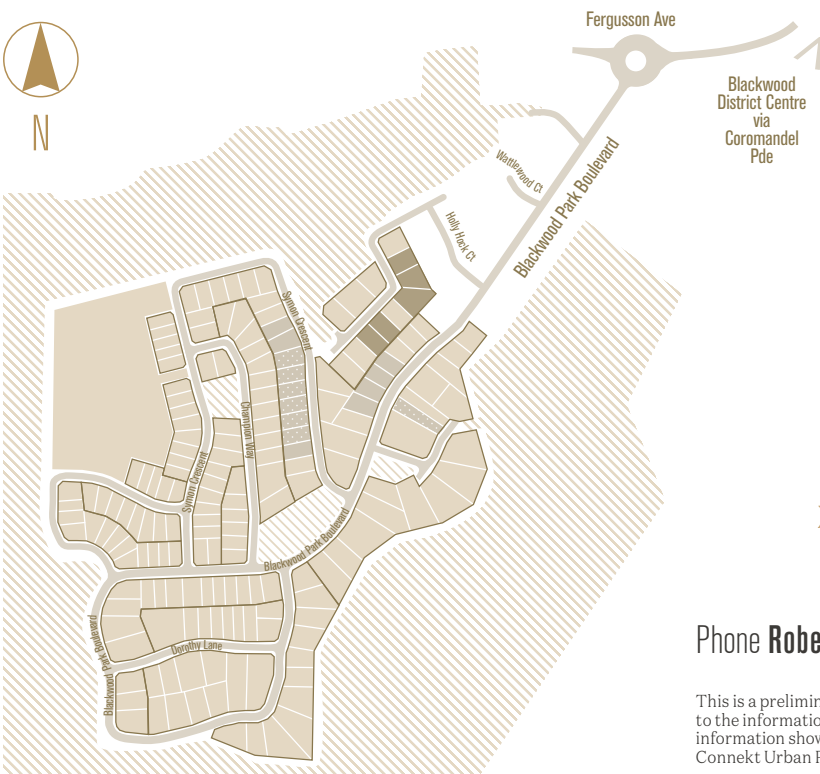 Fergusson Ave
Blackwood
District Centre
via
Coromandel
Pde
N
Wattlewood Ct
Blackwood Park Boulevard
Holly Hock Ct
Symon Crescent
Champion Way
Symon Crescent
Blackwood Park Boulevard
Blackwood Park Boulevard
Dorothy Lane
Phone Robe
This is a prelimin
to the informatio
information show
Connekt Urban P